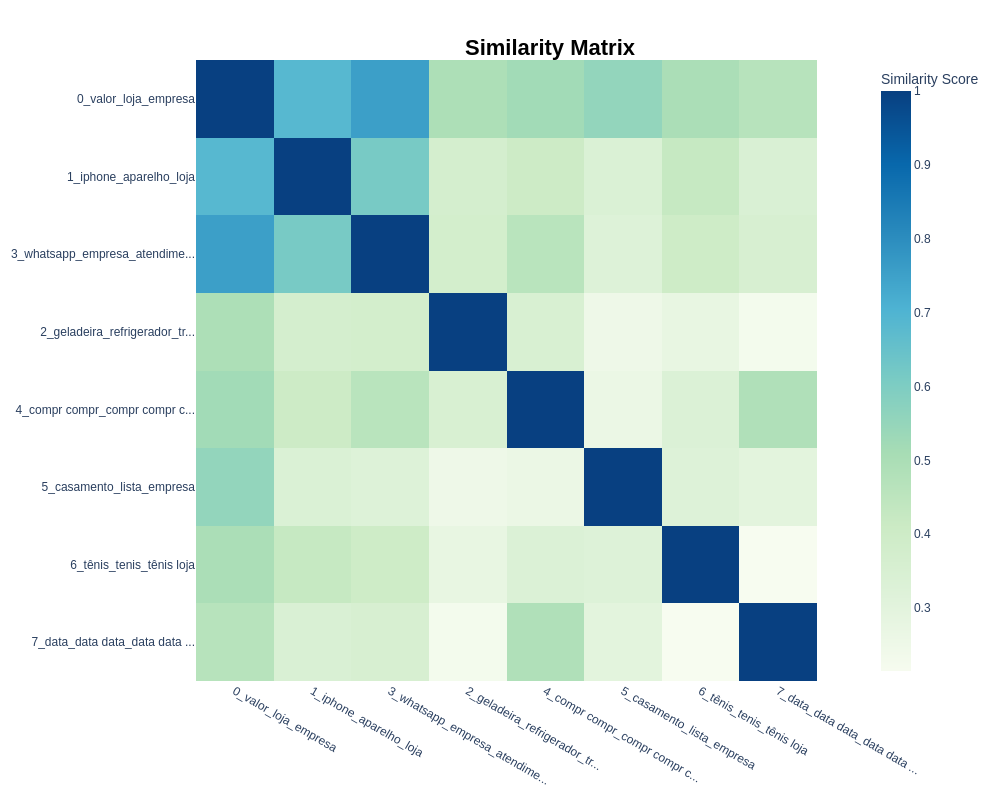 Similarity Matrix
Similarity Score
0_valor_loja_empresa
1_iphone_aparelho_loja
3_whatsapp_empresa_atendime...
2_geladeira_refrigerador_tr...
4_compr compr_compr compr c...
5_casamento_lista_empresa
6_tênis_tenis_tênis loja
7_data_data data_data data ...
1
0.9
0.8
0.7
0.6
0.5
0.4
0.3
0_valor_loja_empresa
1_iphone_aparelho_loja
3_whatsapp_empresa_atendime...
2_geladeira_refrigerador_tr...
4_compr compr_compr compr c...
5_casamento_lista_empresa
6_tênis_tenis_tênis loja
7_data_data data_data data ...